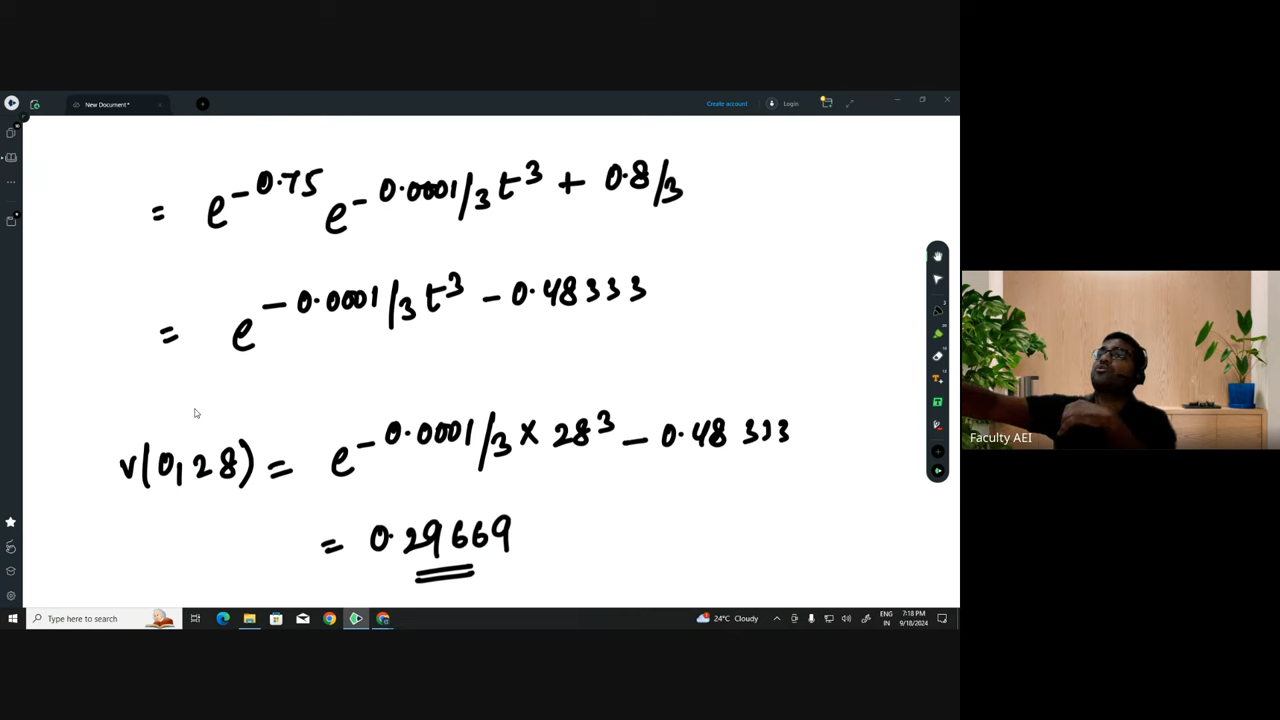 New Document*
Create account
Login
= e^-0.75 e^-0.0001/3 t^3 + 0.8/3
= e^-0.0001/3 t^3 - 0.48333
v(0,28) = e^-0.0001/3 × 28^3 - 0.48333
= 0.29669
Faculty AEI
Type here to search
24°C Cloudy
ENG
IN
7:18 PM
9/18/2024